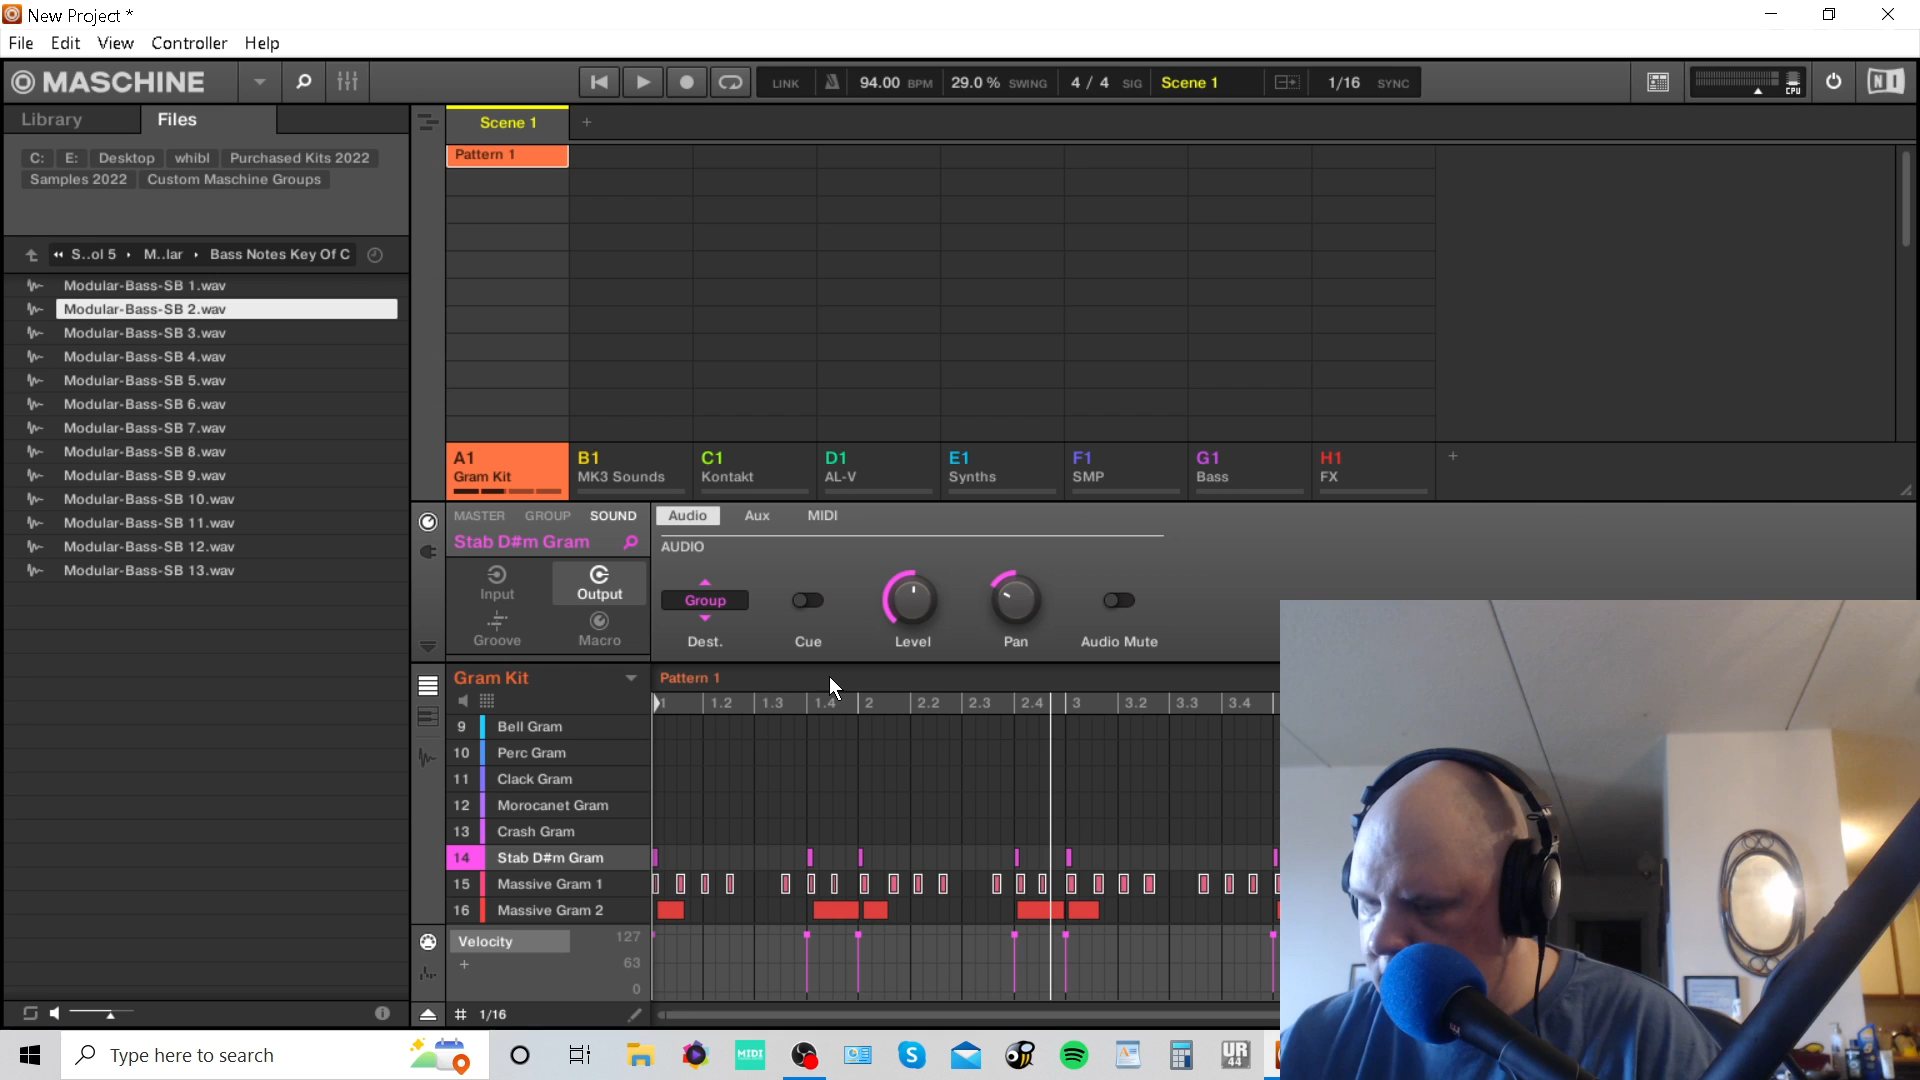 New Project *
File Edit View Controller Help
MASCHINE
LINK 94.00 BPM 29.0 % SWING 4 / 4 SIG Scene 1 1/16 SYNC
CPU
NI
Library Files
C: E: Desktop whibl Purchased Kits 2022
Samples 2022 Custom Maschine Groups
S..ol 5 M..lar Bass Notes Key Of C
Modular-Bass-SB 1.wav
Modular-Bass-SB 2.wav
Modular-Bass-SB 3.wav
Modular-Bass-SB 4.wav
Modular-Bass-SB 5.wav
Modular-Bass-SB 6.wav
Modular-Bass-SB 7.wav
Modular-Bass-SB 8.wav
Modular-Bass-SB 9.wav
Modular-Bass-SB 10.wav
Modular-Bass-SB 11.wav
Modular-Bass-SB 12.wav
Modular-Bass-SB 13.wav
Scene 1 +
Pattern 1
A1 B1 C1 D1 E1 F1 G1 H1 +
Gram Kit MK3 Sounds Kontakt AL-V Synths SMP Bass FX
MASTER GROUP SOUND Audio Aux MIDI
Stab D#m Gram
AUDIO
Input Output
Groove Macro
Group
Dest. Cue Level Pan Audio Mute
Gram Kit Pattern 1
1 1.2 1.3 1.4 2 2.2 2.3 2.4 3 3.2 3.3 3.4
9 Bell Gram
10 Perc Gram
11 Clack Gram
12 Morocanet Gram
13 Crash Gram
14 Stab D#m Gram
15 Massive Gram 1
16 Massive Gram 2
Velocity 127
+ 63
0
1/16
Type here to search
MIDI
UR
44